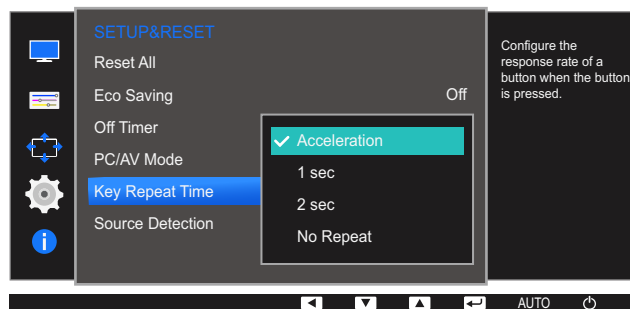 SETUP&RESET
Reset All
Eco Saving Off
Off Timer
PC/AV Mode
Key Repeat Time
Source Detection
Acceleration
1 sec
2 sec
No Repeat
Configure the
response rate of a
button when the button
is pressed.
AUTO